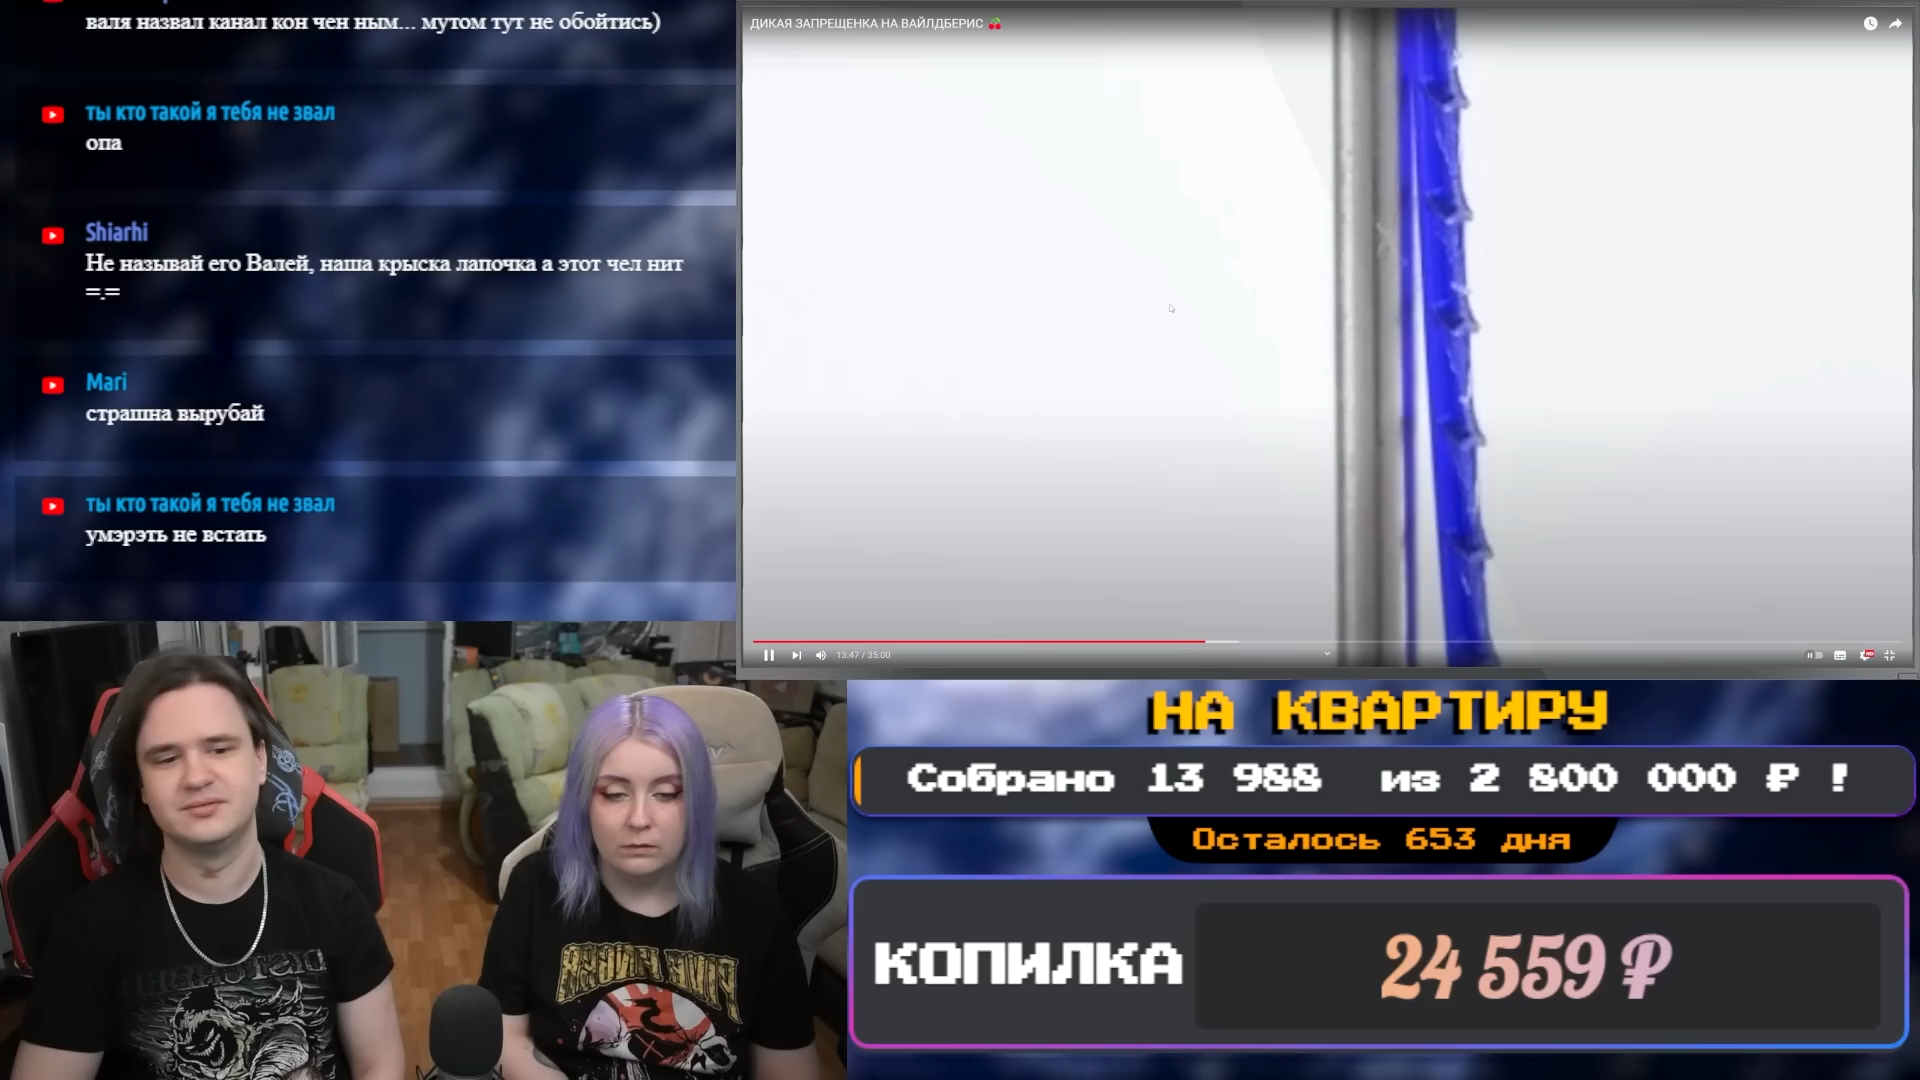 валя назвал канал кон чен ным... мутом тут не обойтись)
ты кто такой я тебя не звал
опа
Shiarhi
Не называй его Валей, наша крыска лапочка а этот чел нит
=.=
Mari
страшна вырубай
ты кто такой я тебя не звал
умэрэть не встать
ДИКАЯ ЗАПРЕЩЕНКА НА ВАЙЛДБЕРИС
13:47 / 35:00
HD
НА КВАРТИРУ
Собрано 13 988 из 2 800 000 ₽ !
Осталось 653 дня
КОПИЛКА
24 559 ₽